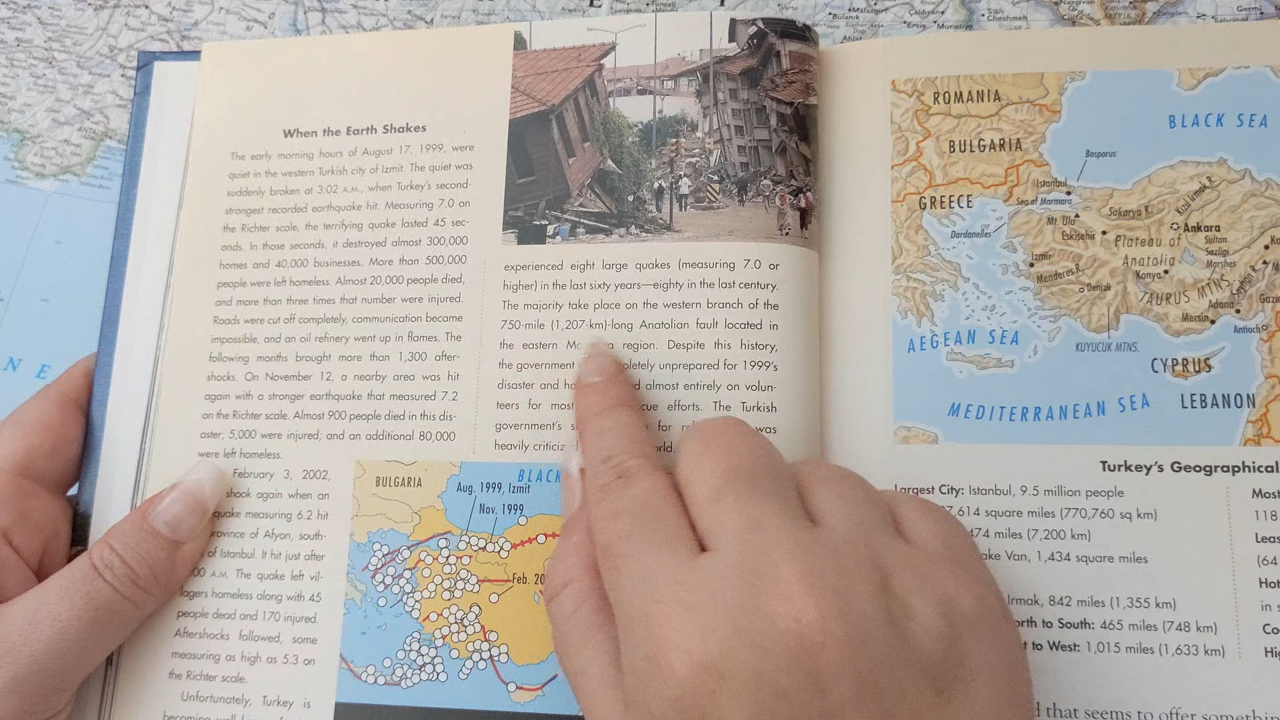 When the Earth Shakes
The early morning hours of August 17, 1999, were
quiet in the western Turkish city of Izmit. The quiet was
suddenly broken at 3:02 A.M., when Turkey's second-
strongest recorded earthquake hit. Measuring 7.0 on
the Richter scale, the terrifying quake lasted 45 sec-
onds. In those seconds, it destroyed almost 300,000
homes and 40,000 businesses. More than 500,000
people were left homeless. Almost 20,000 people died,
and more than three times that number were injured.
Roads were cut off completely, communication became
impossible, and an oil refinery went up in flames. The
following months brought more than 1,300 after-
shocks. On November 12, a nearby area was hit
again with a stronger earthquake that measured 7.2
on the Richter scale. Almost 900 people died in this dis-
aster; 5,000 were injured; and an additional 80,000
were left homeless.
February 3, 2002,
shook again when an
quake measuring 6.2 hit
of Afyon, south-
of Istanbul. It hit just after
A.M. The quake left vil-
lagers homeless along with 45
people dead and 170 injured.
Aftershocks followed, some
measuring as high as 5.3 on
the Richter scale.
Unfortunately, Turkey is
experienced eight large quakes (measuring 7.0 or
higher) in the last sixty years—eighty in the last century.
The majority take place on the western branch of the
750-mile (1,207-km)-long Anatolian fault located in
the eastern region. Despite this history,
the government unprepared for 1999's
disaster and almost entirely on volun-
teers for most efforts. The Turkish
government's for was
heavily
BULGARIA
BLACK
Aug. 1999, Izmit
Nov. 1999
Feb. 20
ROMANIA
BLACK SEA
BULGARIA
Bosporus
Istanbul
GREECE
Sea of Marmara
Kizil Irmak R.
Mt. Ulu
Sakarya R.
Ankara
Dardanelles
Eskisehir
Plateau of
Anatolia
Sultan
Sazligi
Marshes
Izmir
Konya
Menderes R.
Denizli
TAURUS MTNS.
Adana
Mersin
Antioch
AEGEAN SEA
KUYUCUK MTNS.
CYPRUS
MEDITERRANEAN SEA
LEBANON
Turkey's Geographical
Largest City: Istanbul, 9.5 million people
square miles (770,760 sq km)
miles (7,200 km)
Van, 1,434 square miles
Irmak, 842 miles (1,355 km)
to South: 465 miles (748 km)
to West: 1,015 miles (1,633 km)
Most
118
(64
in
that seems to offer